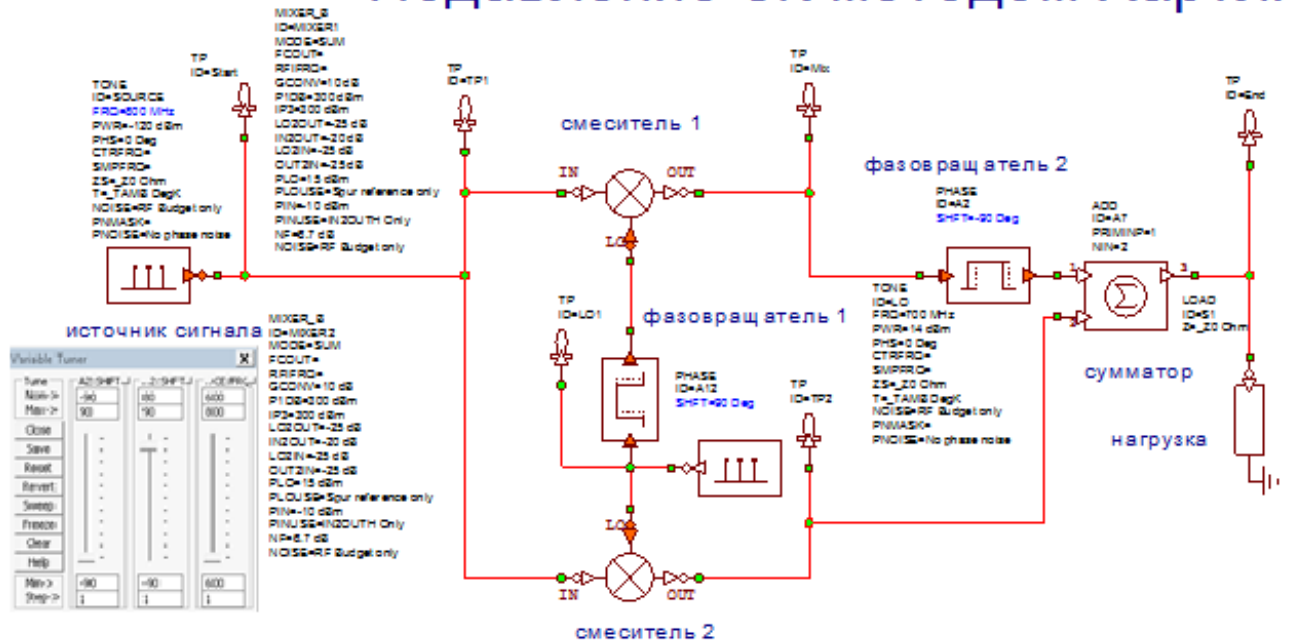 MIXER_B
ID=MIXER1
MODE=SUM
FCOUT=
RFIFRQ=
GCONV=10 dB
P1DB=300 dBm
IP3=300 dBm
LO2OUT=-25 dB
IN2OUT=-20 dB
LO2IN=-25 dB
OUT2IN=-25 dB
PLO=15 dBm
PLOUSE=Spur reference only
PIN=-10 dBm
PINUSE=IN2OUTH Only
NF=6.7 dB
NOISE=RF Budget only
TP
ID=Start
TONE
ID=SOURCE
FRQ=600 MHz
PWR=-120 dBm
PHS=0 Deg
CTRFRQ=
SMPFRQ=
ZS=_Z0 Ohm
T=_TAMB DegK
NOISE=RF Budget only
PNMASK=
PNOISE=No phase noise
источник сигнала
TP
ID=TP1
смеситель 1
IN
OUT
LO
TP
ID=Mix
TP
ID=End
фазовращатель 2
PHASE
ID=A2
SHFT=-90 Deg
ADD
ID=A7
PRIMINP=1
NIN=2
1
2
3
Σ
сумматор
LOAD
ID=S1
Z=_Z0 Ohm
нагрузка
TONE
ID=LO
FRQ=700 MHz
PWR=14 dBm
PHS=0 Deg
CTRFRQ=
SMPFRQ=
ZS=_Z0 Ohm
T=_TAMB DegK
NOISE=RF Budget only
PNMASK=
PNOISE=No phase noise
TP
ID=LO1
фазовращатель 1
PHASE
ID=A12
SHFT=90 Deg
TP
ID=TP2
MIXER_B
ID=MIXER2
MODE=SUM
FCOUT=
RFIFRQ=
GCONV=10 dB
P1DB=300 dBm
IP3=300 dBm
LO2OUT=-25 dB
IN2OUT=-20 dB
LO2IN=-25 dB
OUT2IN=-25 dB
PLO=15 dBm
PLOUSE=Spur reference only
PIN=-10 dBm
PINUSE=IN2OUTH Only
NF=6.7 dB
NOISE=RF Budget only
LO
IN
OUT
смеситель 2
Variable Tuner
X
Tune
Nom->
-90
600
Max->
90
90
800
Close
Save
Reset
Revert
Sweep
Freeze
Clear
Help
Min->
-90
-90
600
Step->
1
1
1